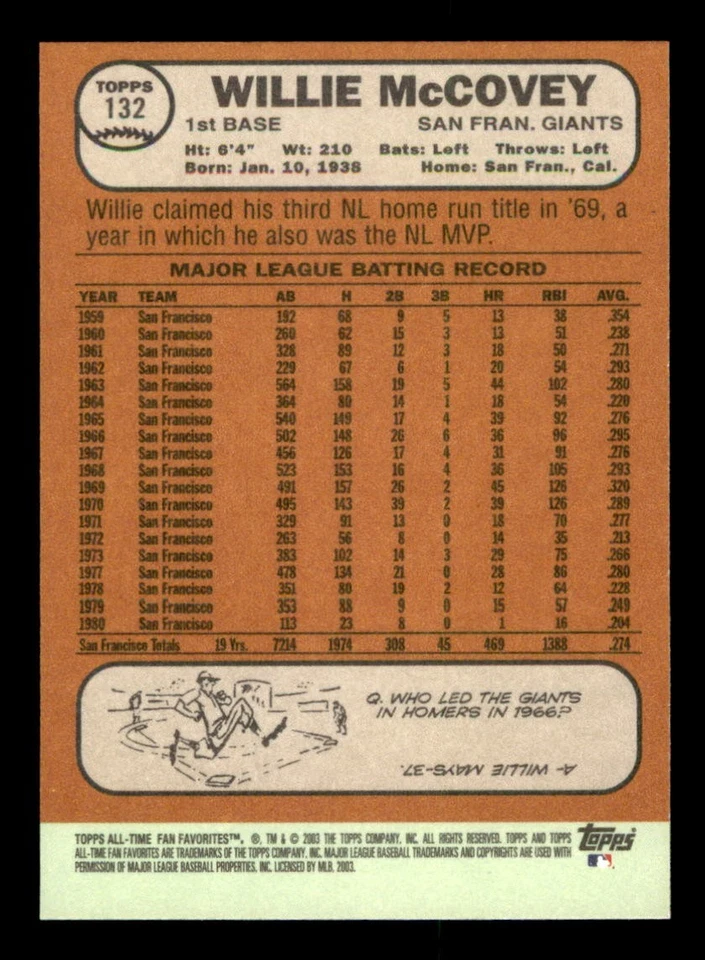 TOPPS
132
WILLIE McCOVEY
1st BASE SAN FRAN. GIANTS
Ht: 6'4" Wt: 210 Bats: Left Throws: Left
Born: Jan. 10, 1938 Home: San Fran., Cal.
Willie claimed his third NL home run title in '69, a
year in which he also was the NL MVP.
MAJOR LEAGUE BATTING RECORD
YEAR TEAM AB H 2B 3B HR RBI AVG.
1959 San Francisco 192 68 9 5 13 38 .354
1960 San Francisco 260 62 15 3 13 51 .238
1961 San Francisco 328 89 12 3 18 50 .271
1962 San Francisco 229 67 6 1 20 54 .293
1963 San Francisco 564 158 19 5 44 102 .280
1964 San Francisco 364 80 14 1 18 54 .220
1965 San Francisco 540 149 17 4 39 92 .276
1966 San Francisco 502 148 26 6 36 96 .295
1967 San Francisco 456 126 17 4 31 91 .276
1968 San Francisco 523 153 16 4 36 105 .293
1969 San Francisco 491 157 26 2 45 126 .320
1970 San Francisco 495 143 39 2 39 126 .289
1971 San Francisco 329 91 13 0 18 70 .277
1972 San Francisco 263 56 8 0 14 35 .213
1973 San Francisco 383 102 14 3 29 75 .266
1977 San Francisco 478 134 21 0 28 86 .280
1978 San Francisco 351 80 19 2 12 64 .228
1979 San Francisco 353 88 9 0 15 57 .249
1980 San Francisco 113 23 8 0 1 16 .204
San Francisco Totals 19 Yrs. 7214 1974 308 45 469 1388 .274
Q. WHO LED THE GIANTS
IN HOMERS IN 1966?
A- WILLIE MAYS-37.
TOPPS ALL-TIME FAN FAVORITES™, ®, TM & © 2003 THE TOPPS COMPANY, INC. ALL RIGHTS RESERVED. TOPPS AND TOPPS
ALL-TIME FAN FAVORITES ARE TRADEMARKS OF THE TOPPS COMPANY, INC. MAJOR LEAGUE BASEBALL TRADEMARKS AND COPYRIGHTS ARE USED WITH
PERMISSION OF MAJOR LEAGUE BASEBALL PROPERTIES, INC. LICENSED BY MLB. 2003.
topps